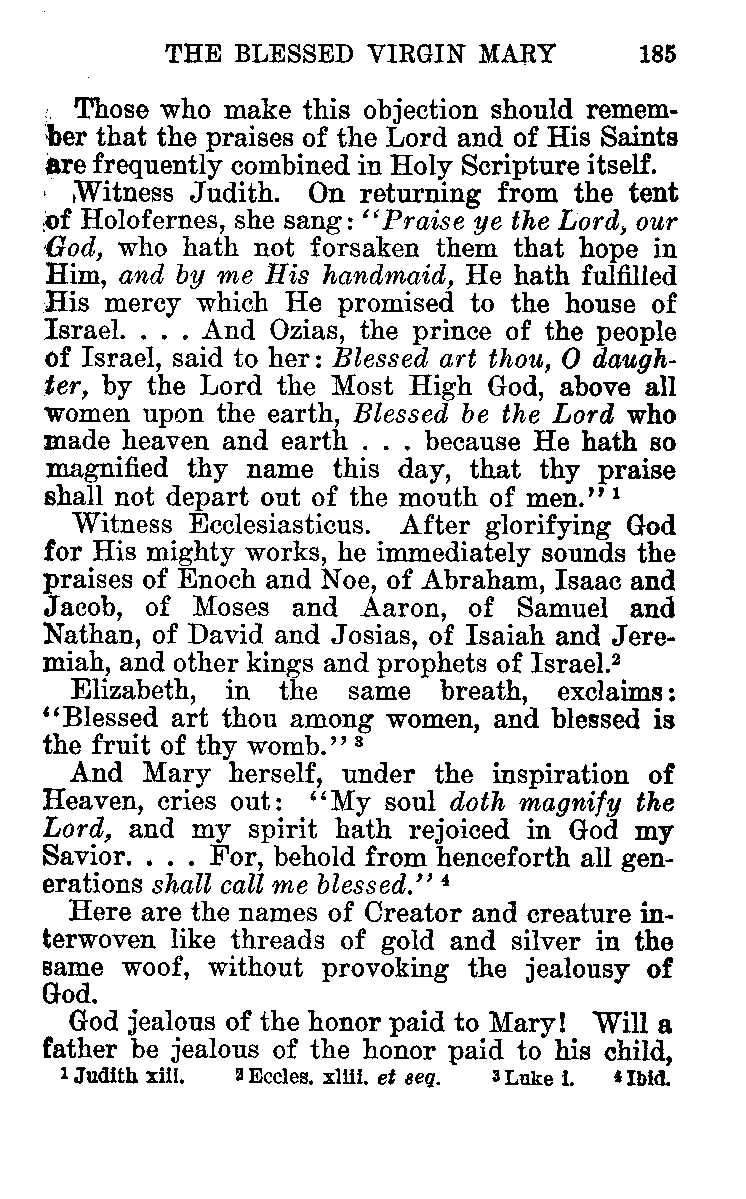 THE BLESSED VIRGIN MARY 185
Those who make this objection should remem-
ber that the praises of the Lord and of His Saints
are frequently combined in Holy Scripture itself.
Witness Judith. On returning from the tent
of Holofernes, she sang: “Praise ye the Lord, our
God, who hath not forsaken them that hope in
Him, and by me His handmaid, He hath fulfilled
His mercy which He promised to the house of
Israel. . . . And Ozias, the prince of the people
of Israel, said to her: Blessed art thou, O daugh-
ter, by the Lord the Most High God, above all
women upon the earth, Blessed be the Lord who
made heaven and earth . . . because He hath so
magnified thy name this day, that thy praise
shall not depart out of the mouth of men.” ¹
Witness Ecclesiasticus. After glorifying God
for His mighty works, he immediately sounds the
praises of Enoch and Noe, of Abraham, Isaac and
Jacob, of Moses and Aaron, of Samuel and
Nathan, of David and Josias, of Isaiah and Jere-
miah, and other kings and prophets of Israel.²
Elizabeth, in the same breath, exclaims:
“Blessed art thou among women, and blessed is
the fruit of thy womb.” ³
And Mary herself, under the inspiration of
Heaven, cries out: “My soul doth magnify the
Lord, and my spirit hath rejoiced in God my
Savior. . . . For, behold from henceforth all gen-
erations shall call me blessed.” ⁴
Here are the names of Creator and creature in-
terwoven like threads of gold and silver in the
same woof, without provoking the jealousy of
God.
God jealous of the honor paid to Mary! Will a
father be jealous of the honor paid to his child,
¹ Judith xiii. ² Eccles. xliii. et seq. ³ Luke i. ⁴ Ibid.